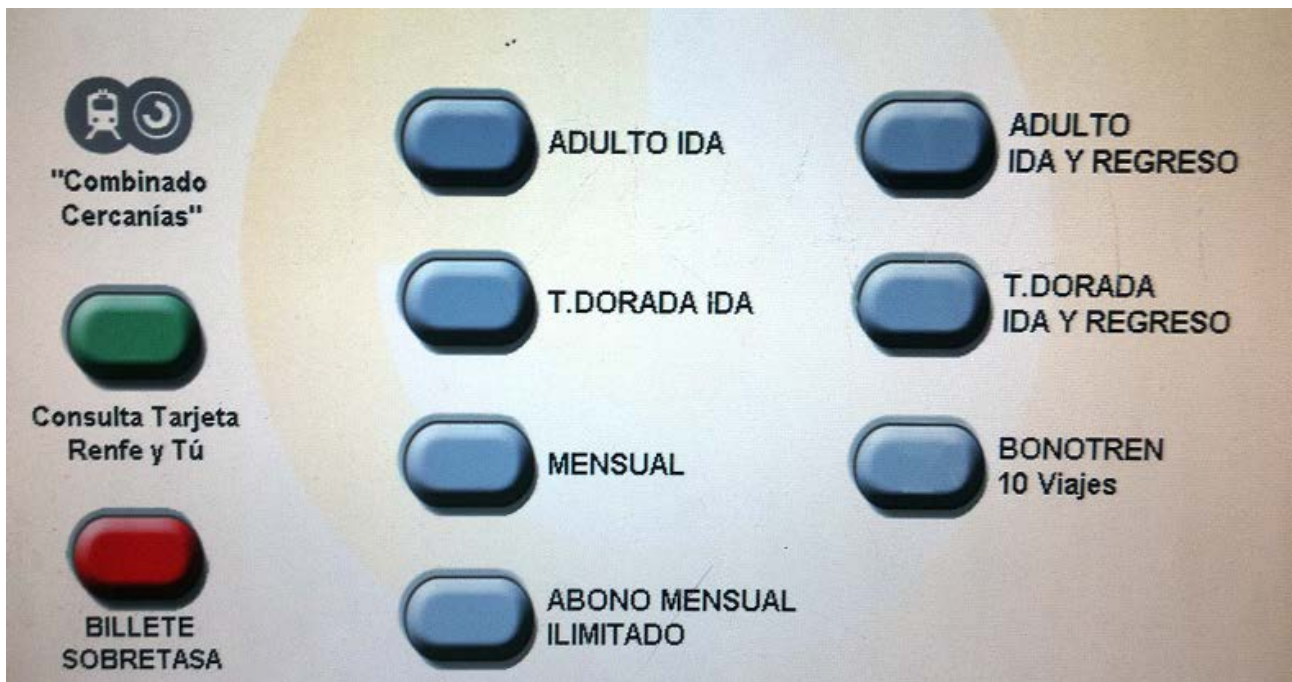 "Combinado
Cercanías"
Consulta Tarjeta
Renfe y Tú
BILLETE
SOBRETASA
ADULTO IDA
ADULTO
IDA Y REGRESO
T.DORADA IDA
T.DORADA
IDA Y REGRESO
MENSUAL
BONOTREN
10 Viajes
ABONO MENSUAL
ILIMITADO